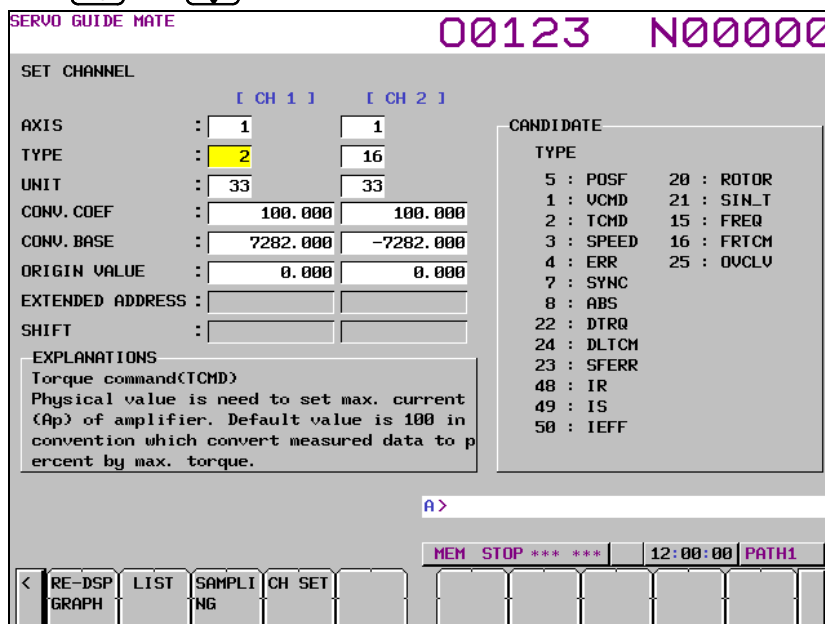 SERVO GUIDE MATE
O0123 N00000
SET CHANNEL
[ CH 1 ] [ CH 2 ]
AXIS : 1 1
TYPE : 2 16
UNIT : 33 33
CONV.COEF : 100.000 100.000
CONV.BASE : 7282.000 -7282.000
ORIGIN VALUE : 0.000 0.000
EXTENDED ADDRESS :
SHIFT :
EXPLANATIONS
Torque command(TCMD)
Physical value is need to set max. current
(Ap) of amplifier. Default value is 100 in
convention which convert measured data to p
ercent by max. torque.
CANDIDATE
TYPE
5 : POSF 20 : ROTOR
1 : VCMD 21 : SIN_T
2 : TCMD 15 : FREQ
3 : SPEED 16 : FRTCM
4 : ERR 25 : OVCLV
7 : SYNC
8 : ABS
22 : DTRQ
24 : DLTCM
23 : SFERR
48 : IR
49 : IS
50 : IEFF
A>
MEM STOP *** *** 12:00:00 PATH1
< RE-DSP LIST SAMPLI CH SET
GRAPH NG